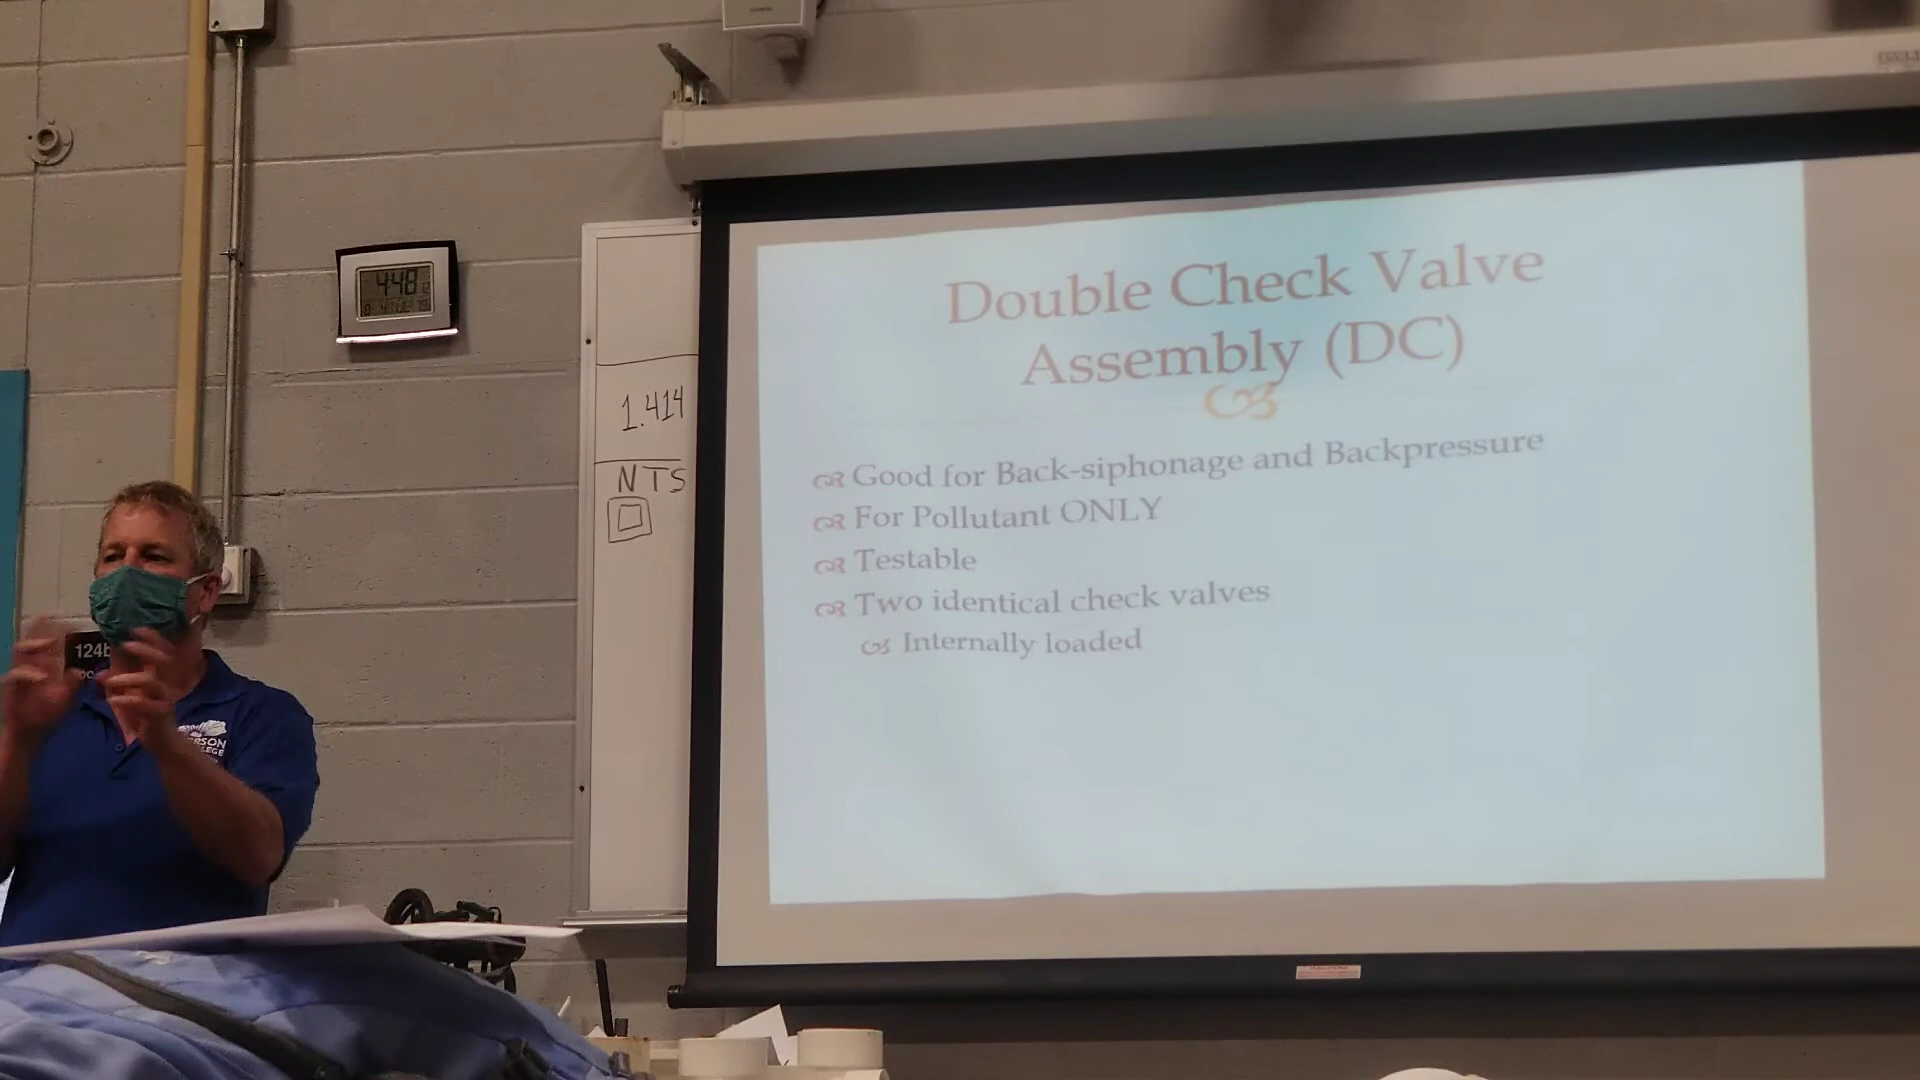 4:48
Double Check Valve
Assembly (DC)
Good for Back-siphonage and Backpressure
For Pollutant ONLY
Testable
Two identical check valves
Internally loaded
1.414
NTS
124b